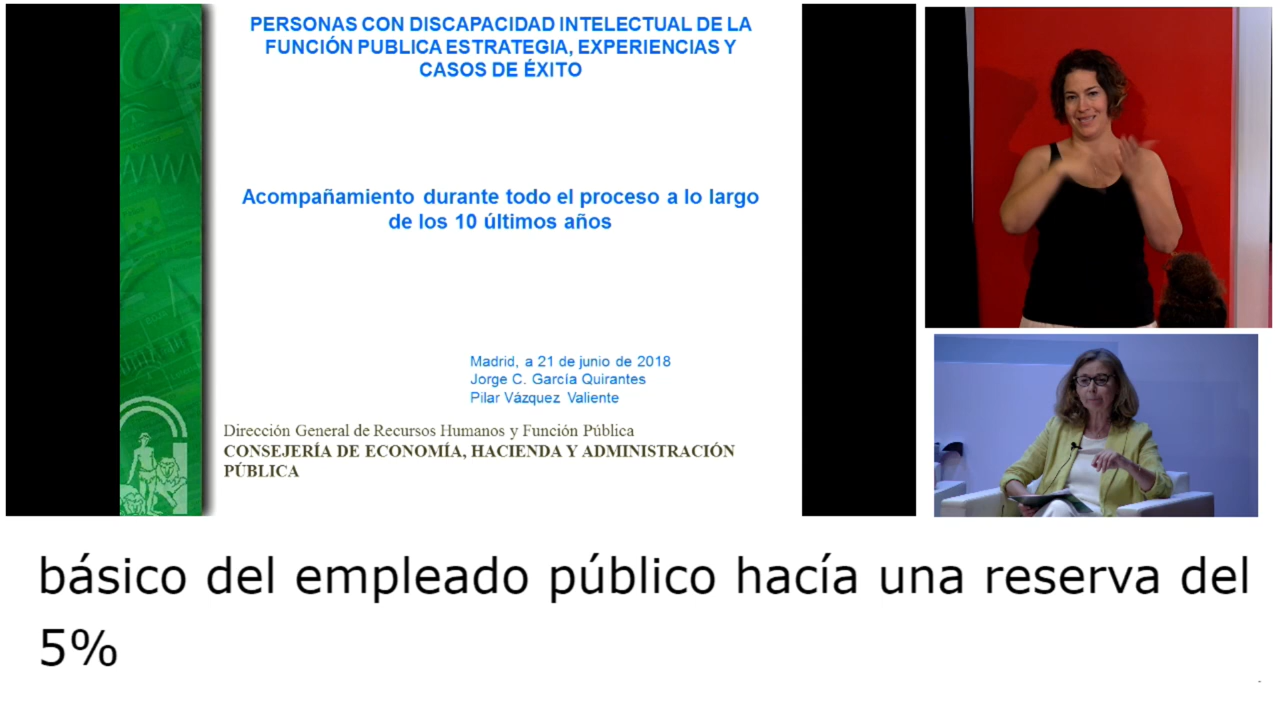 PERSONAS CON DISCAPACIDAD INTELECTUAL DE LA
FUNCIÓN PUBLICA ESTRATEGIA, EXPERIENCIAS Y
CASOS DE ÉXITO
Acompañamiento durante todo el proceso a lo largo
de los 10 últimos años
Madrid, a 21 de junio de 2018
Jorge C. García Quirantes
Pilar Vázquez Valiente
Dirección General de Recursos Humanos y Función Pública
CONSEJERÍA DE ECONOMÍA, HACIENDA Y ADMINISTRACIÓN
PÚBLICA
básico del empleado público hacía una reserva del
5%